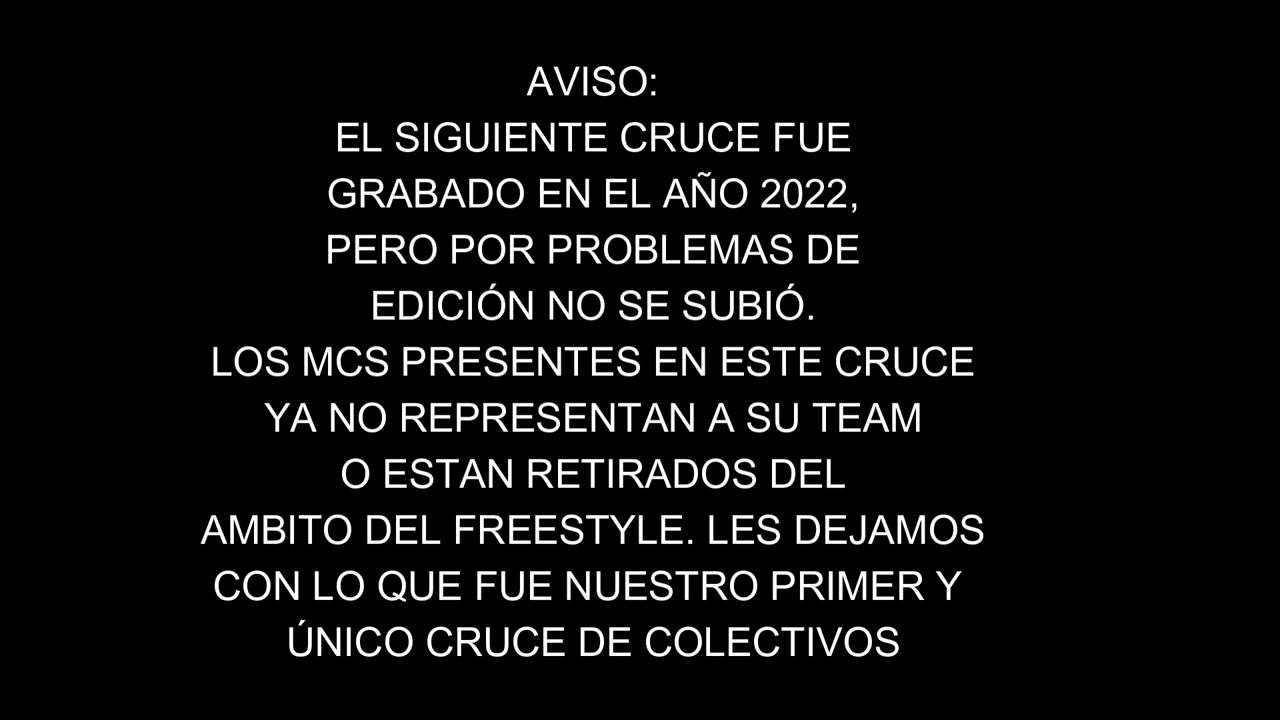 AVISO:
EL SIGUIENTE CRUCE FUE
GRABADO EN EL AÑO 2022,
PERO POR PROBLEMAS DE
EDICIÓN NO SE SUBIÓ.
LOS MCS PRESENTES EN ESTE CRUCE
YA NO REPRESENTAN A SU TEAM
O ESTAN RETIRADOS DEL
AMBITO DEL FREESTYLE. LES DEJAMOS
CON LO QUE FUE NUESTRO PRIMER Y
ÚNICO CRUCE DE COLECTIVOS